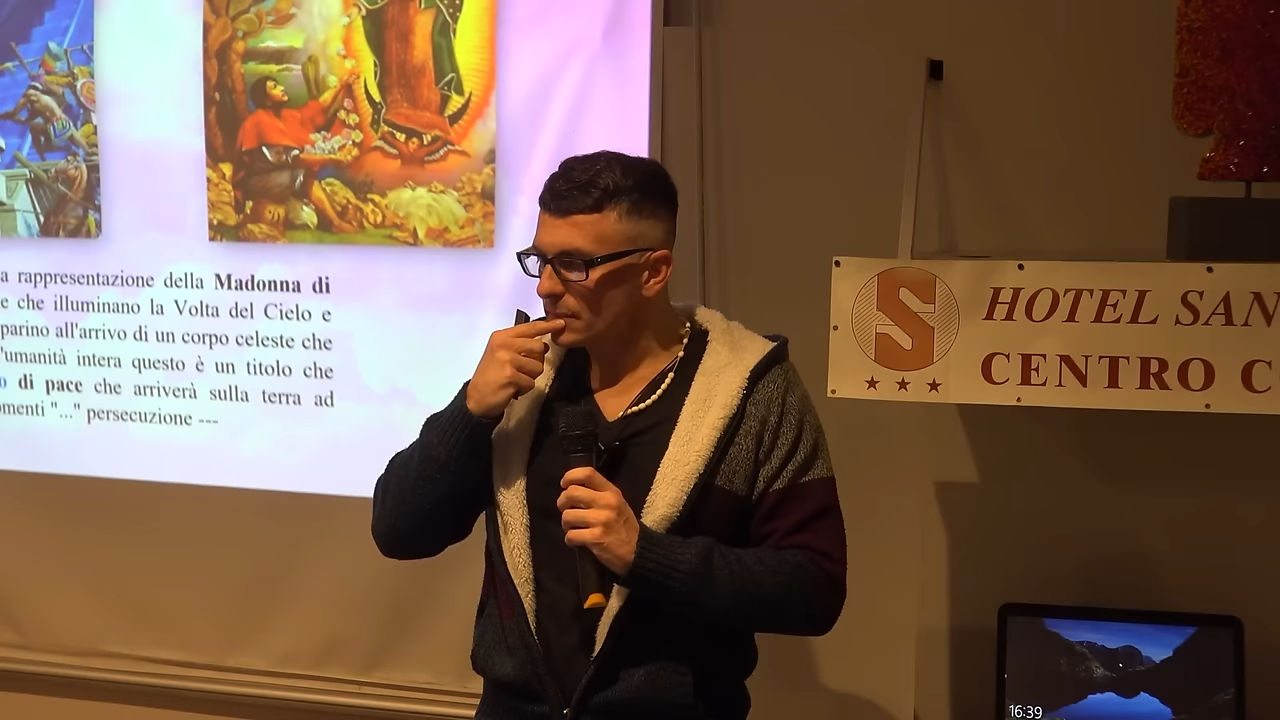 a rappresentazione della Madonna di
e che illuminano la Volta del Cielo e
parino all'arrivo di un corpo celeste che
'umanità intera questo è un titolo che
o di pace che arriverà sulla terra ad
omenti "..." persecuzione ---
S
HOTEL SAN
CENTRO C
16:39